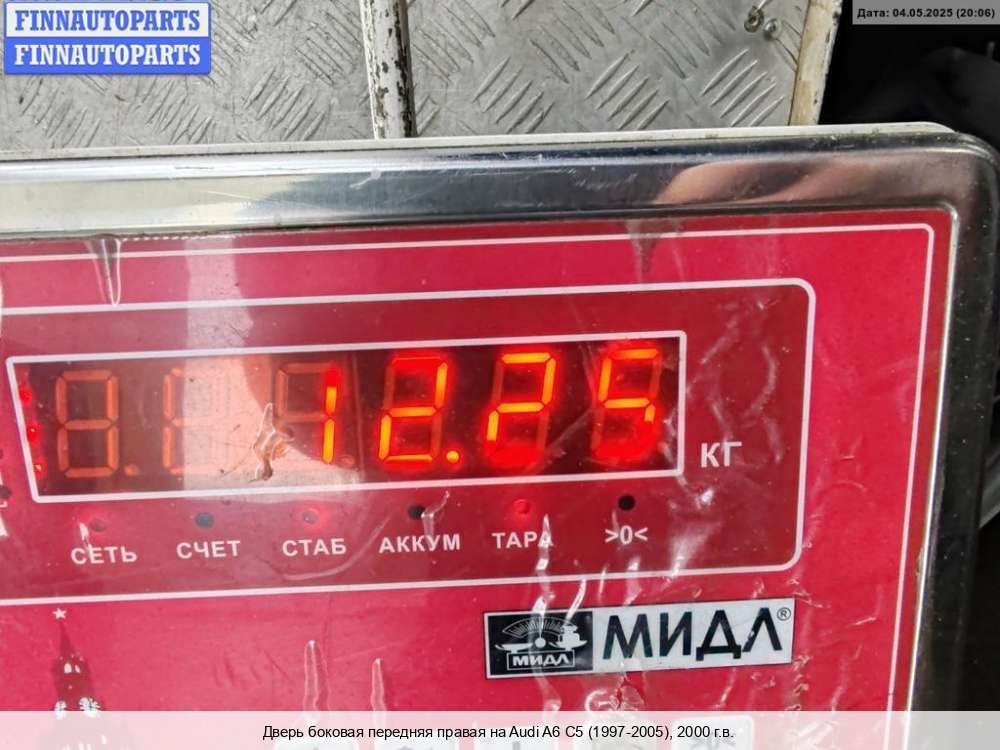 FINNAUTOPARTS
FINNAUTOPARTS
Дата: 04.05.2025 (20:06)
12.25
КГ
СЕТЬ СЧЕТ СТАБ АККУМ ТАРА >0<
МИДЛ МИДЛ®
Дверь боковая передняя правая на Audi A6 C5 (1997-2005), 2000 г.в.